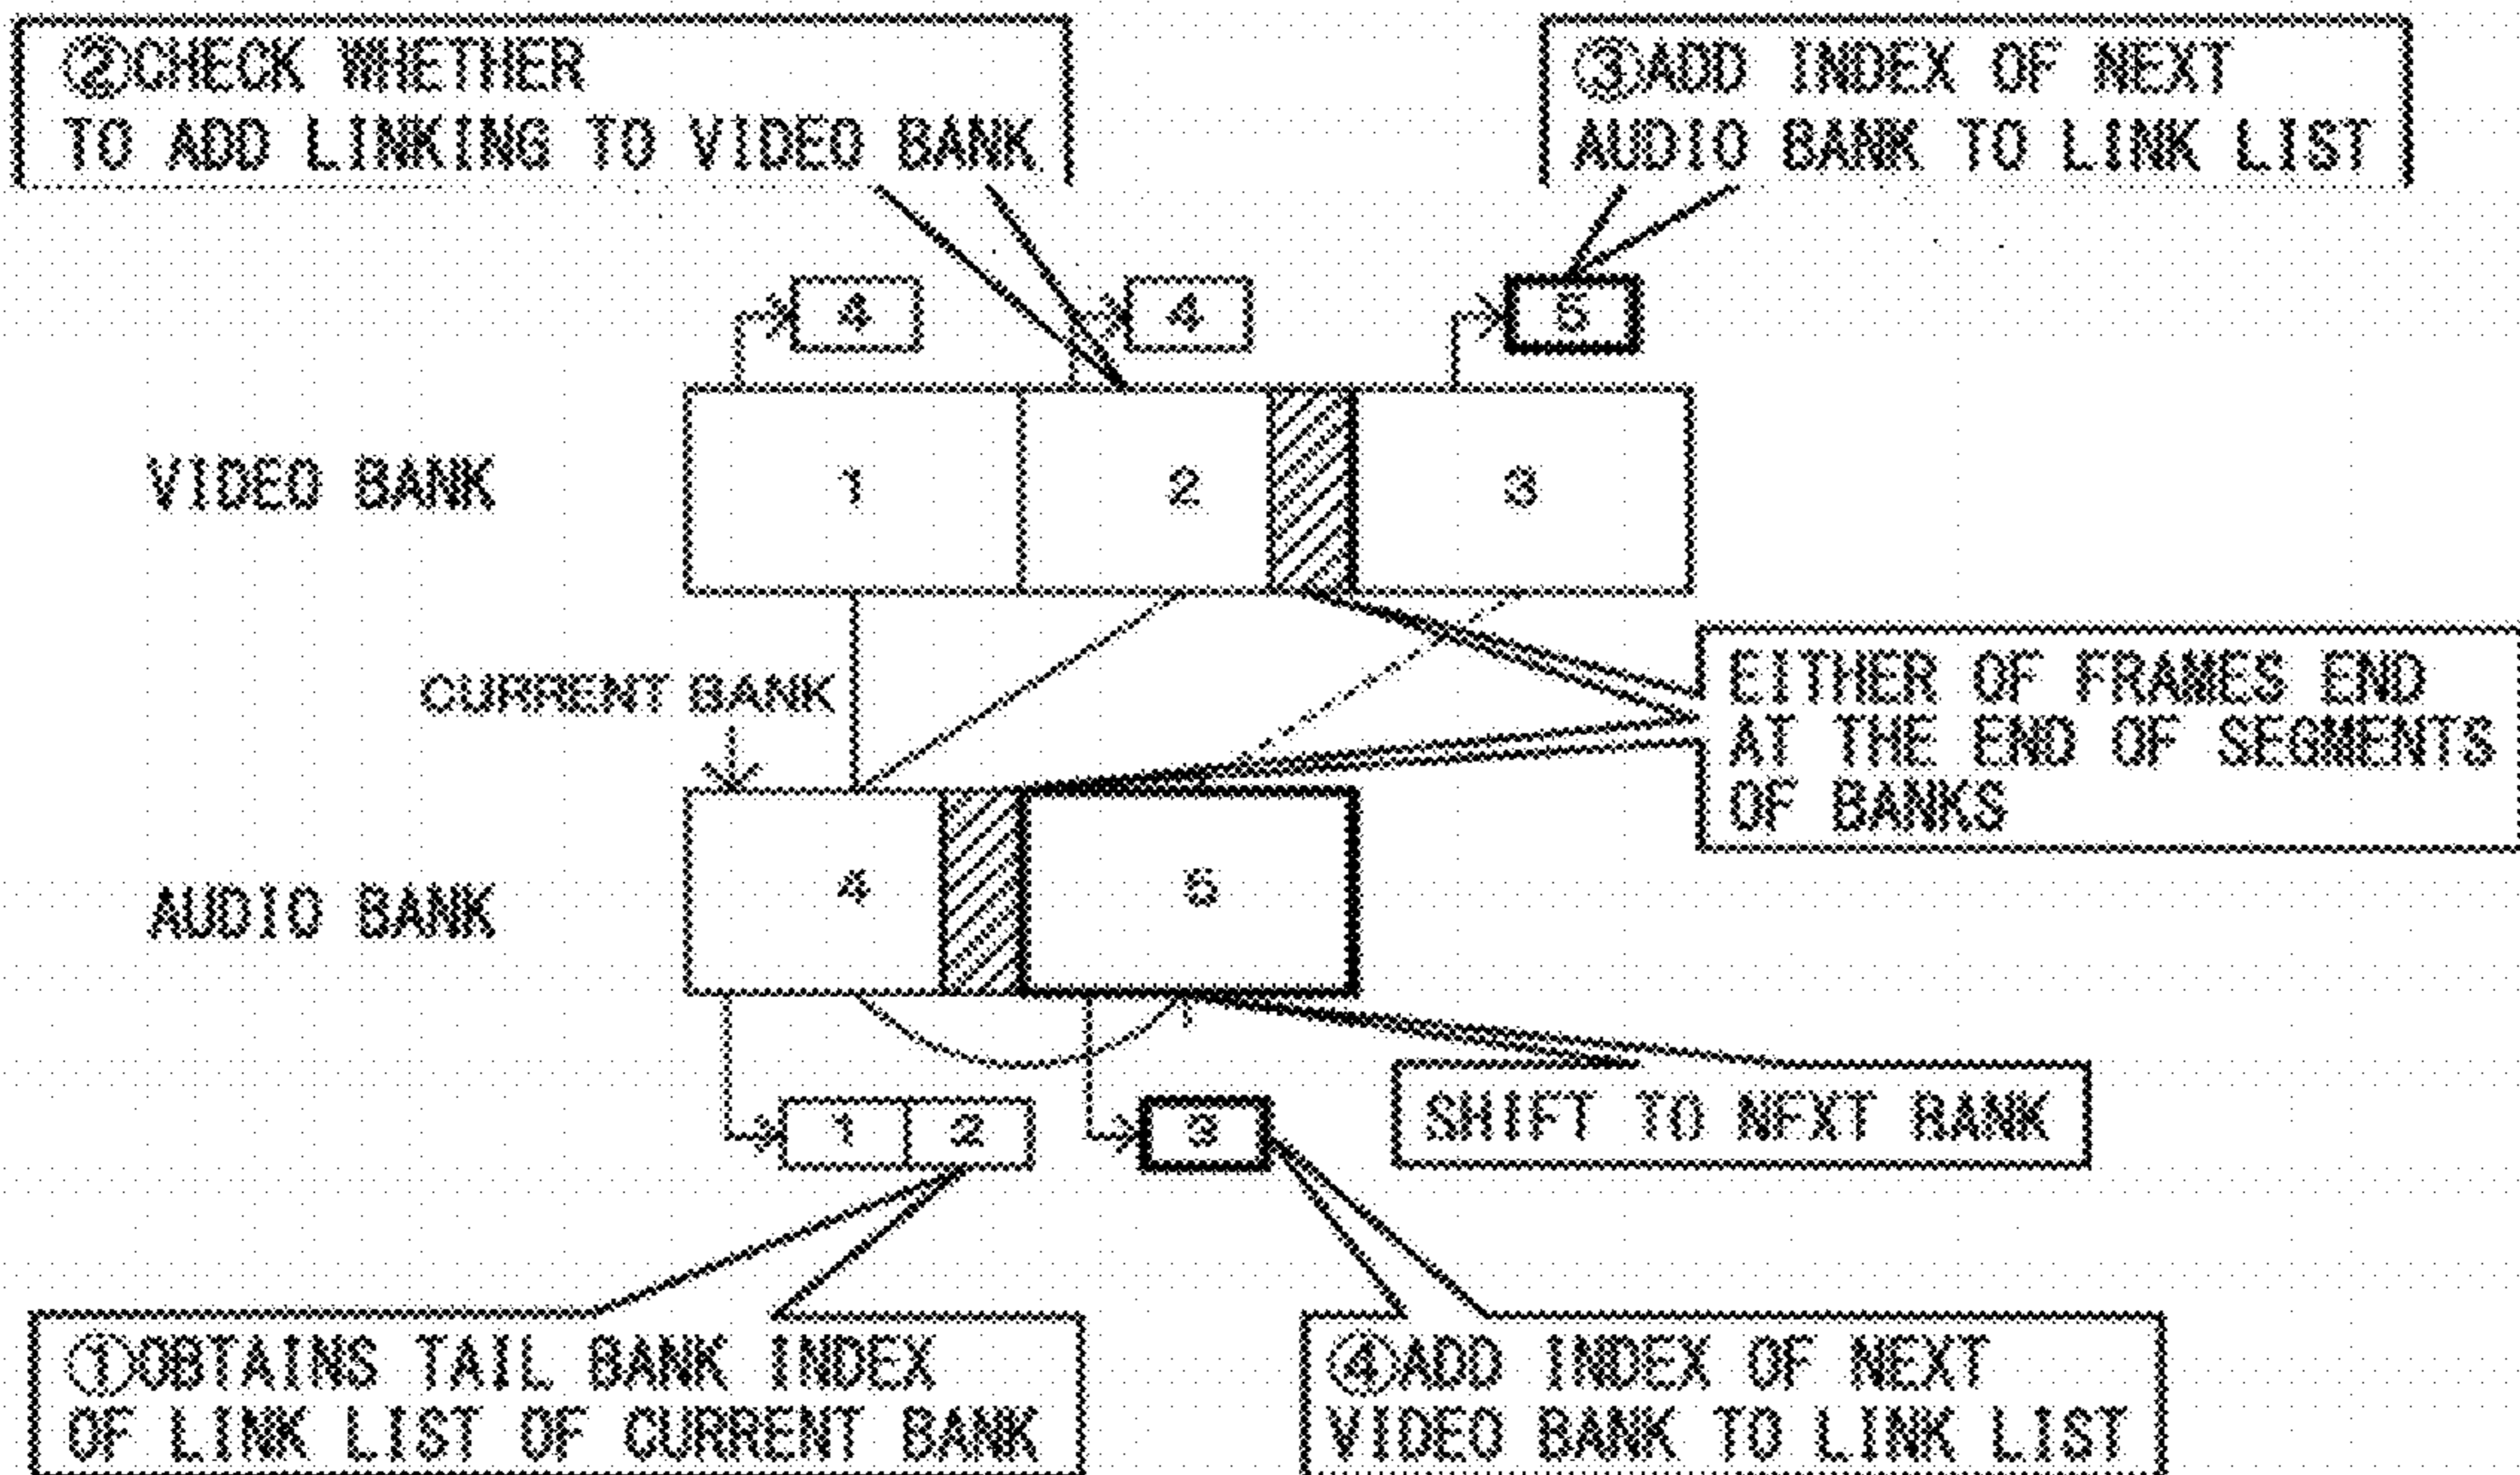 ②CHECK WHETHER
TO ADD LINKING TO VIDEO BANK
③ADD INDEX OF NEXT
AUDIO BANK TO LINK LIST
4
4
5
VIDEO BANK
1
2
3
CURRENT BANK
EITHER OF FRAMES END
AT THE END OF SEGMENTS
OF BANKS
AUDIO BANK
4
5
1
2
3
SHIFT TO NEXT BANK
①OBTAINS TAIL BANK INDEX
OF LINK LIST OF CURRENT BANK
④ADD INDEX OF NEXT
VIDEO BANK TO LINK LIST